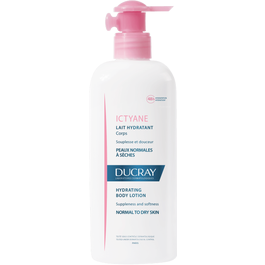 ICTYANE
LAIT HYDRATANT
Corps
Souplesse et douceur
PEAUX NORMALES
À SÈCHES
DUCRAY
HYDRATING
BODY LOTION
Suppleness and softness
NORMAL TO DRY SKIN